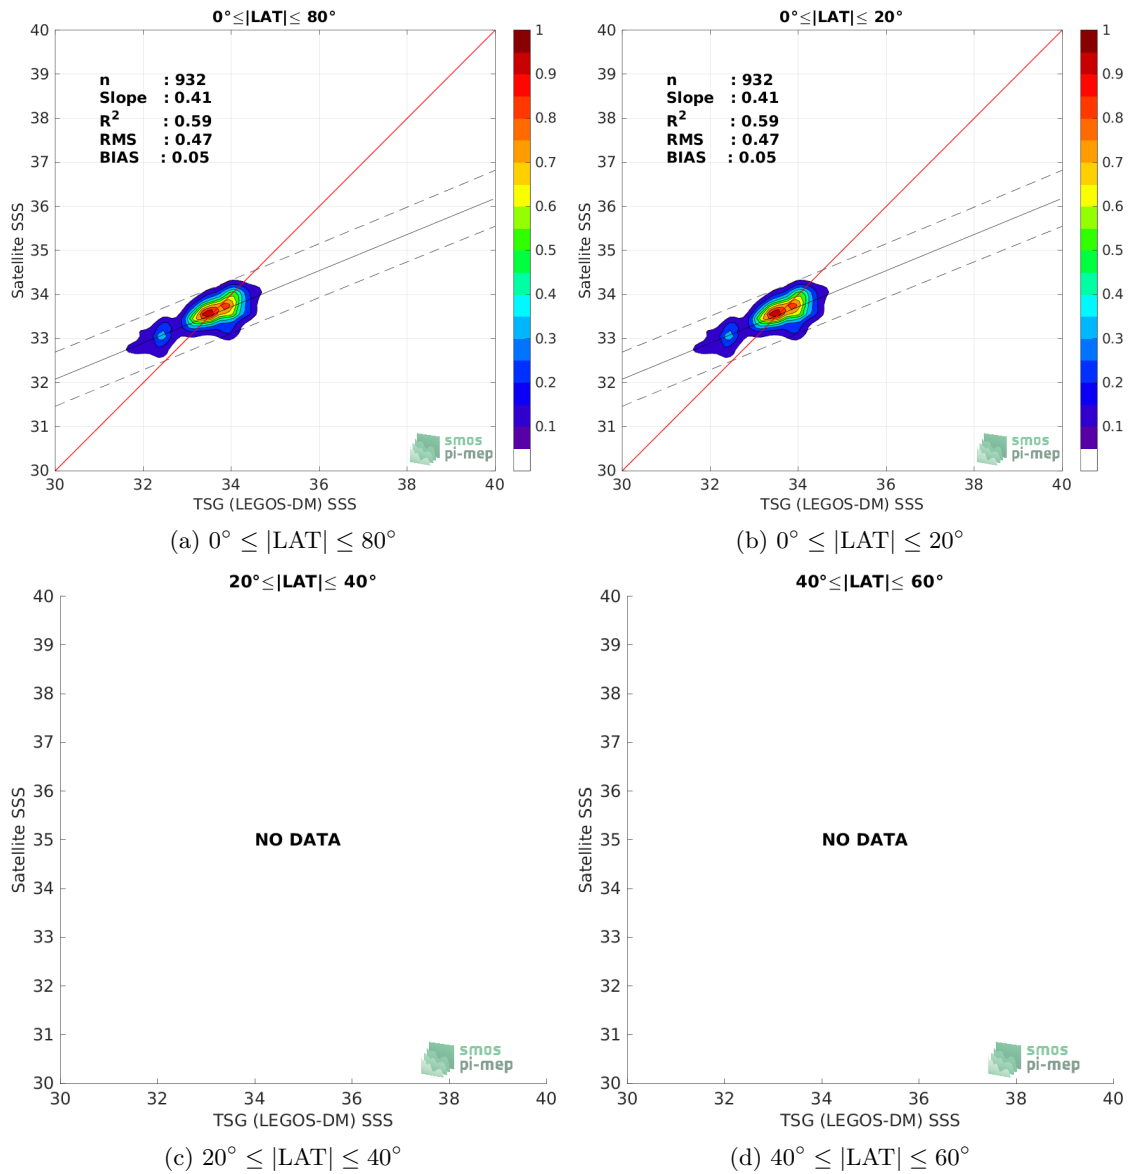 0°≤|LAT|≤ 80°
40
39
38
37
36
35
34
33
32
31
30
Satellite SSS
n : 932
Slope : 0.41
R² : 0.59
RMS : 0.47
BIAS : 0.05
smos
pi-mep
30 32 34 36 38 40
TSG (LEGOS-DM) SSS
1
0.9
0.8
0.7
0.6
0.5
0.4
0.3
0.2
0.1
(a) 0° ≤ |LAT| ≤ 80°
0°≤|LAT|≤ 20°
40
39
38
37
36
35
34
33
32
31
30
Satellite SSS
n : 932
Slope : 0.41
R² : 0.59
RMS : 0.47
BIAS : 0.05
smos
pi-mep
30 32 34 36 38 40
TSG (LEGOS-DM) SSS
1
0.9
0.8
0.7
0.6
0.5
0.4
0.3
0.2
0.1
(b) 0° ≤ |LAT| ≤ 20°
20°≤|LAT|≤ 40°
40
39
38
37
36
35
34
33
32
31
30
Satellite SSS
NO DATA
smos
pi-mep
30 32 34 36 38 40
TSG (LEGOS-DM) SSS
(c) 20° ≤ |LAT| ≤ 40°
40°≤|LAT|≤ 60°
40
39
38
37
36
35
34
33
32
31
30
Satellite SSS
NO DATA
smos
pi-mep
30 32 34 36 38 40
TSG (LEGOS-DM) SSS
(d) 40° ≤ |LAT| ≤ 60°